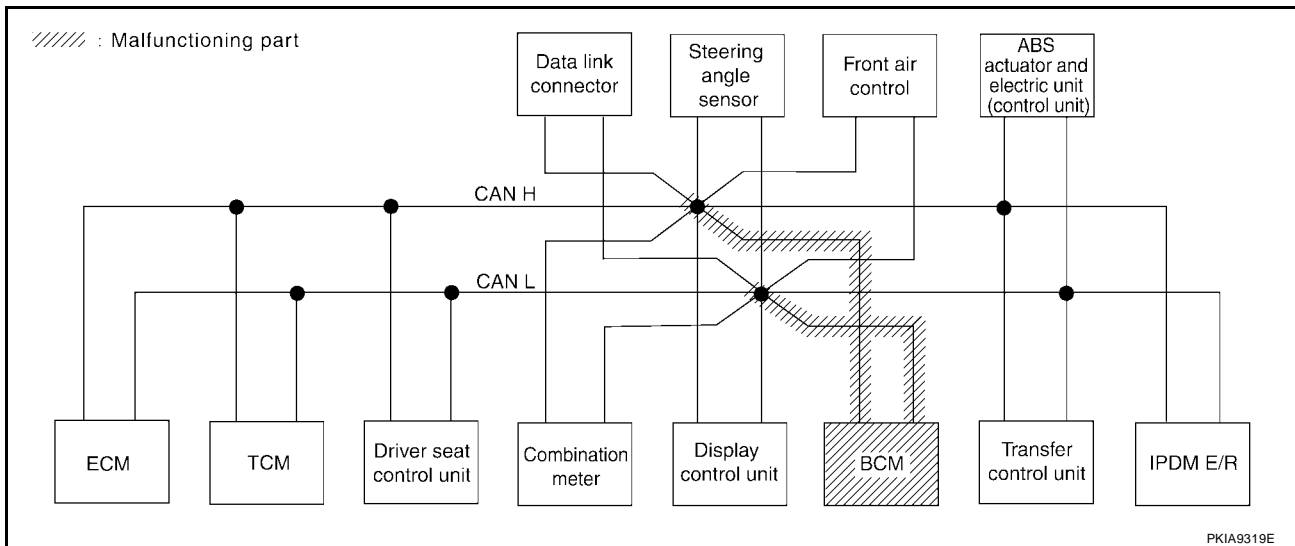 : Malfunctioning part
Data link
connector
Steering
angle
sensor
Front air
control
ABS
actuator and
electric unit
(control unit)
CAN H
CAN L
ECM
TCM
Driver seat
control unit
Combination
meter
Display
control unit
BCM
Transfer
control unit
IPDM E/R
PKIA9319E